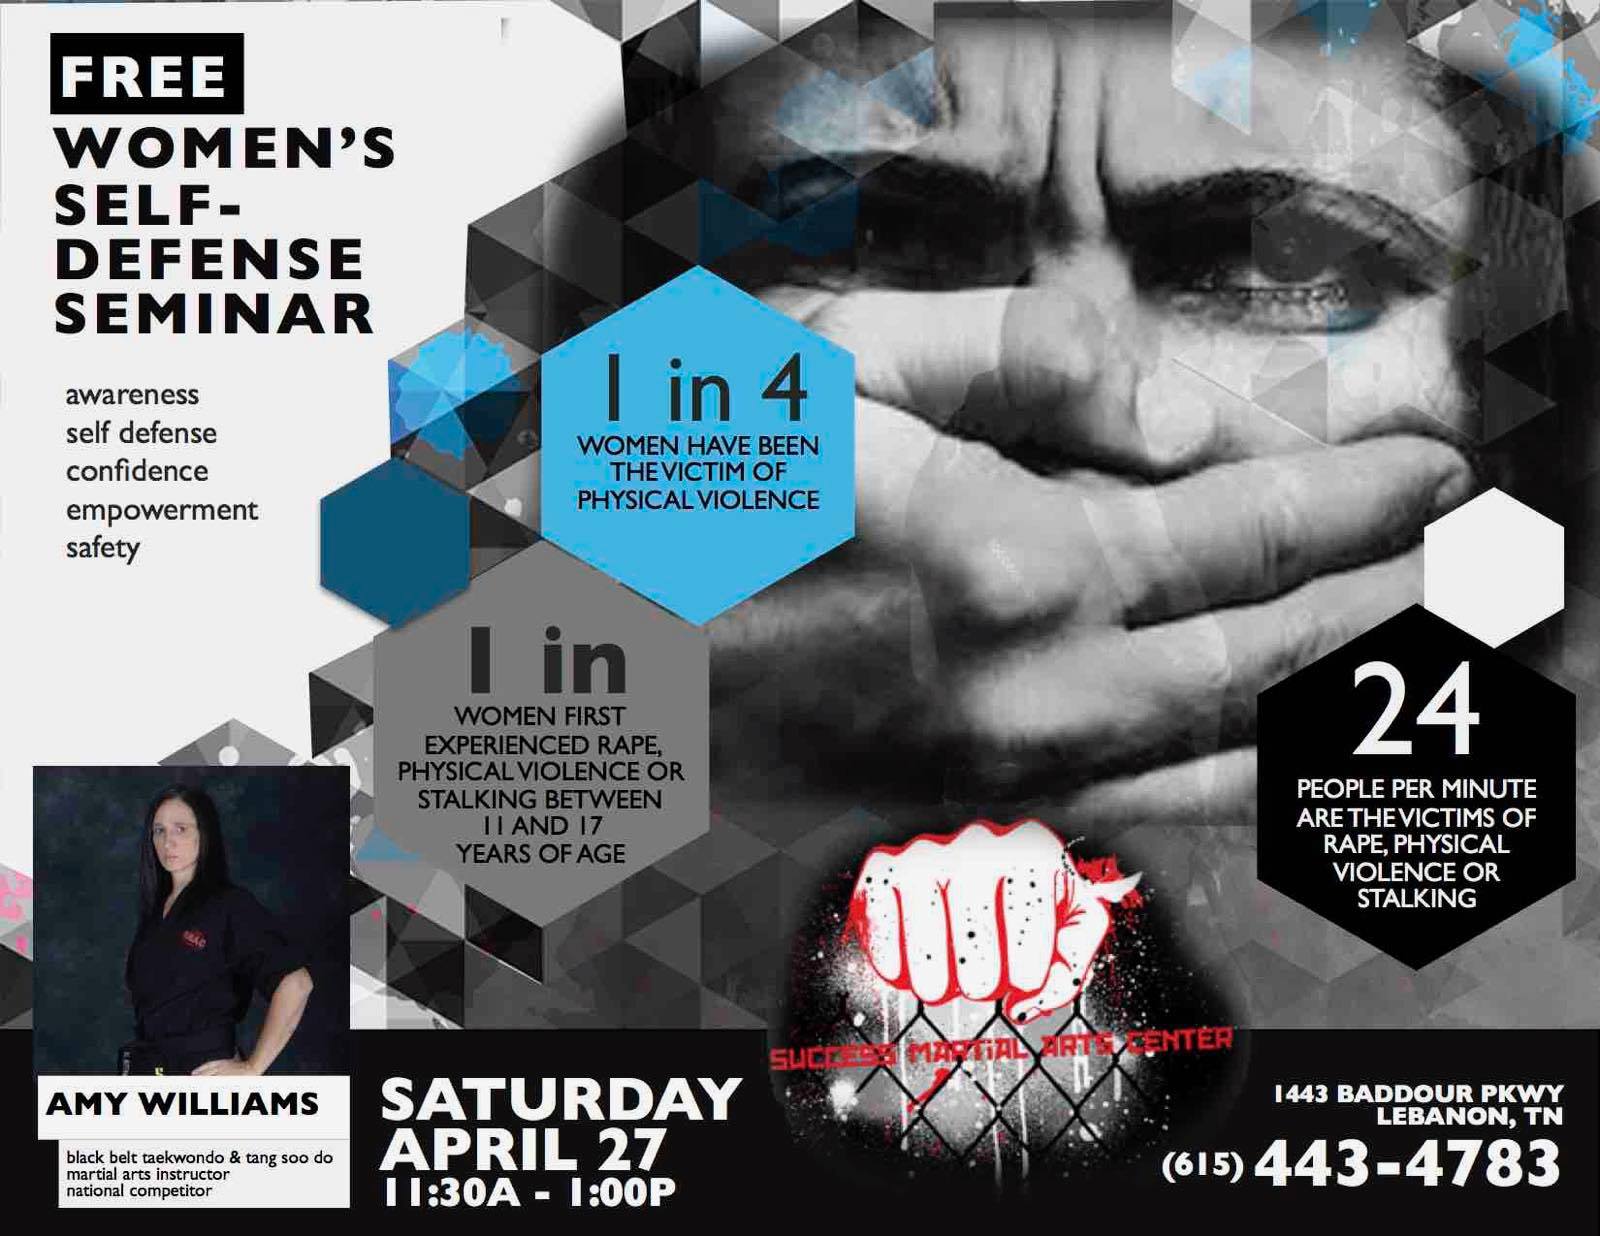 FREE
WOMEN'S
SELF-
DEFENSE
SEMINAR
awareness
self defense
confidence
empowerment
safety
1 in 4
WOMEN HAVE BEEN
THE VICTIM OF
PHYSICAL VIOLENCE
1 in
WOMEN FIRST
EXPERIENCED RAPE,
PHYSICAL VIOLENCE OR
STALKING BETWEEN
11 AND 17
YEARS OF AGE
24
PEOPLE PER MINUTE
ARE THE VICTIMS OF
RAPE, PHYSICAL
VIOLENCE OR
STALKING
SUCCESS MARTIAL ARTS CENTER
AMY WILLIAMS
black belt taekwondo & tang soo do
martial arts instructor
national competitor
SATURDAY
APRIL 27
11:30A - 1:00P
1443 BADDOUR PKWY
LEBANON, TN
(615) 443-4783